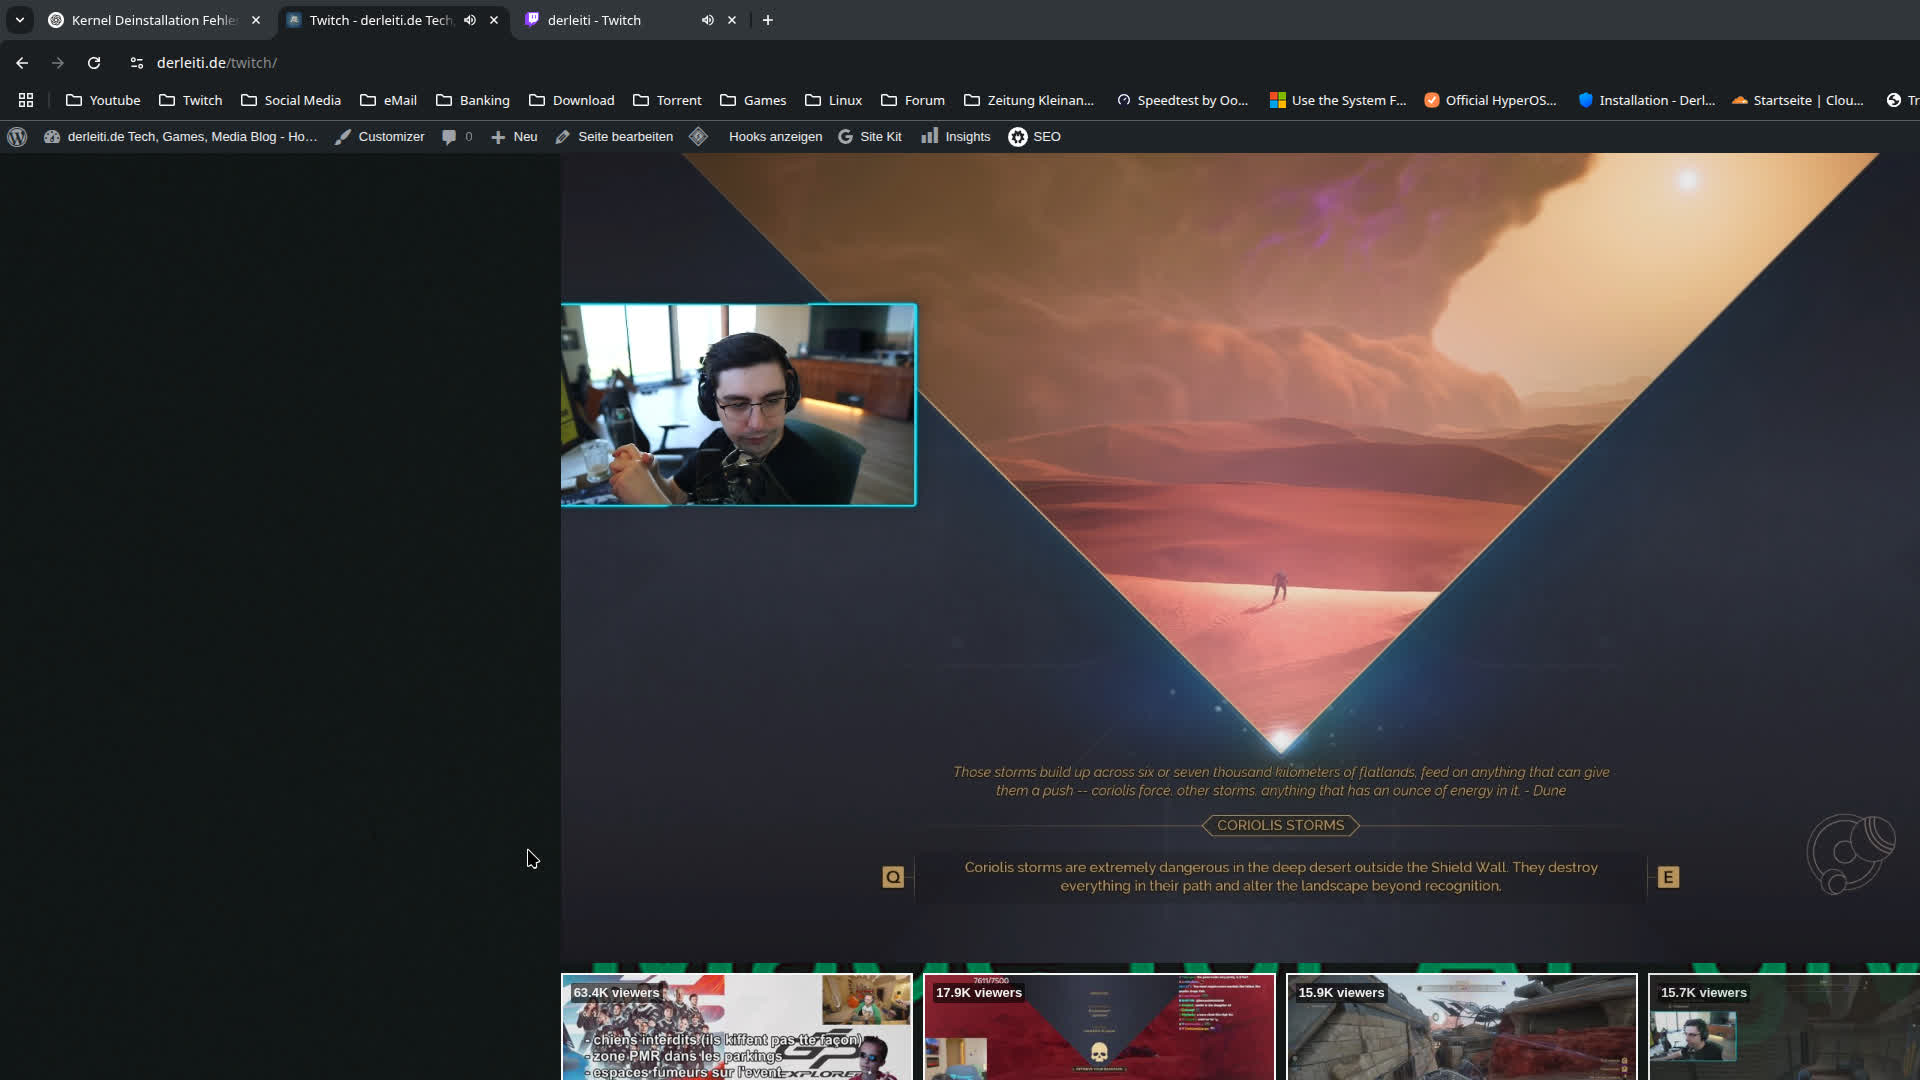 Kernel Deinstallation Fehle
Twitch - derleiti.de Tech,
derleiti - Twitch
derleiti.de/twitch/
Youtube
Twitch
Social Media
eMail
Banking
Download
Torrent
Games
Linux
Forum
Zeitung Kleinan...
Speedtest by Oo...
Use the System F...
Official HyperOS...
Installation - Derl...
Startseite | Clou...
Tr
derleiti.de Tech, Games, Media Blog - Ho...
Customizer
0
Neu
Seite bearbeiten
Hooks anzeigen
Site Kit
Insights
SEO
Those storms build up across six or seven thousand kilometers of flatlands, feed on anything that can give
them a push -- coriolis force, other storms, anything that has an ounce of energy in it. - Dune
CORIOLIS STORMS
Q
Coriolis storms are extremely dangerous in the deep desert outside the Shield Wall. They destroy
everything in their path and alter the landscape beyond recognition.
E
63.4K viewers
- chiens interdits (ils kiffent pas tte façon)
- zone PMR dans les parkings
- espaces fumeurs sur l'event
GP
EXPLORER
7611/7500
17.9K viewers
15.9K viewers
15.7K viewers